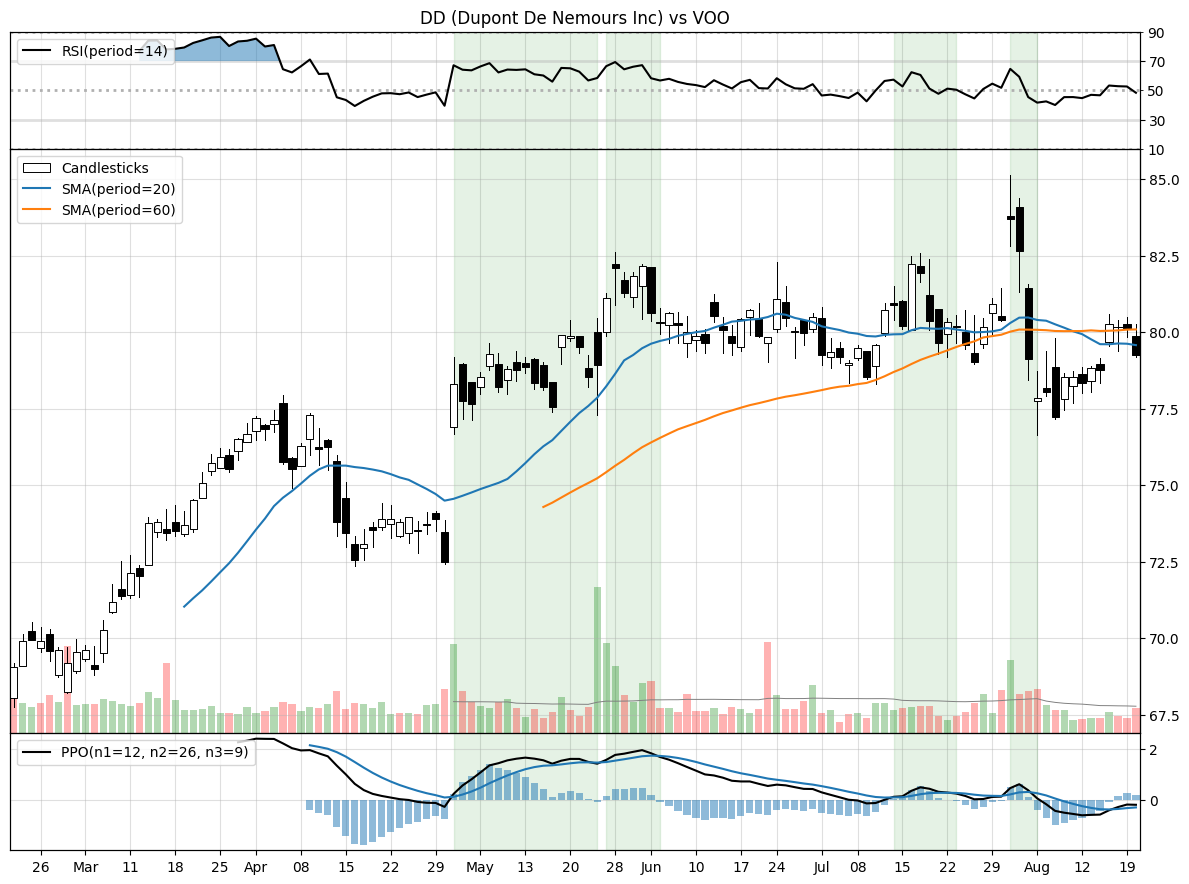 DD (Dupont De Nemours Inc) vs VOO
RSI(period=14)
90
70
50
30
10
Candlesticks
SMA(period=20)
SMA(period=60)
85.0
82.5
80.0
77.5
75.0
72.5
70.0
67.5
PPO(n1=12, n2=26, n3=9)
2
0
26 Mar 11 18 25 Apr 08 15 22 29 May 13 20 28 Jun 10 17 24 Jul 08 15 22 29 Aug 12 19